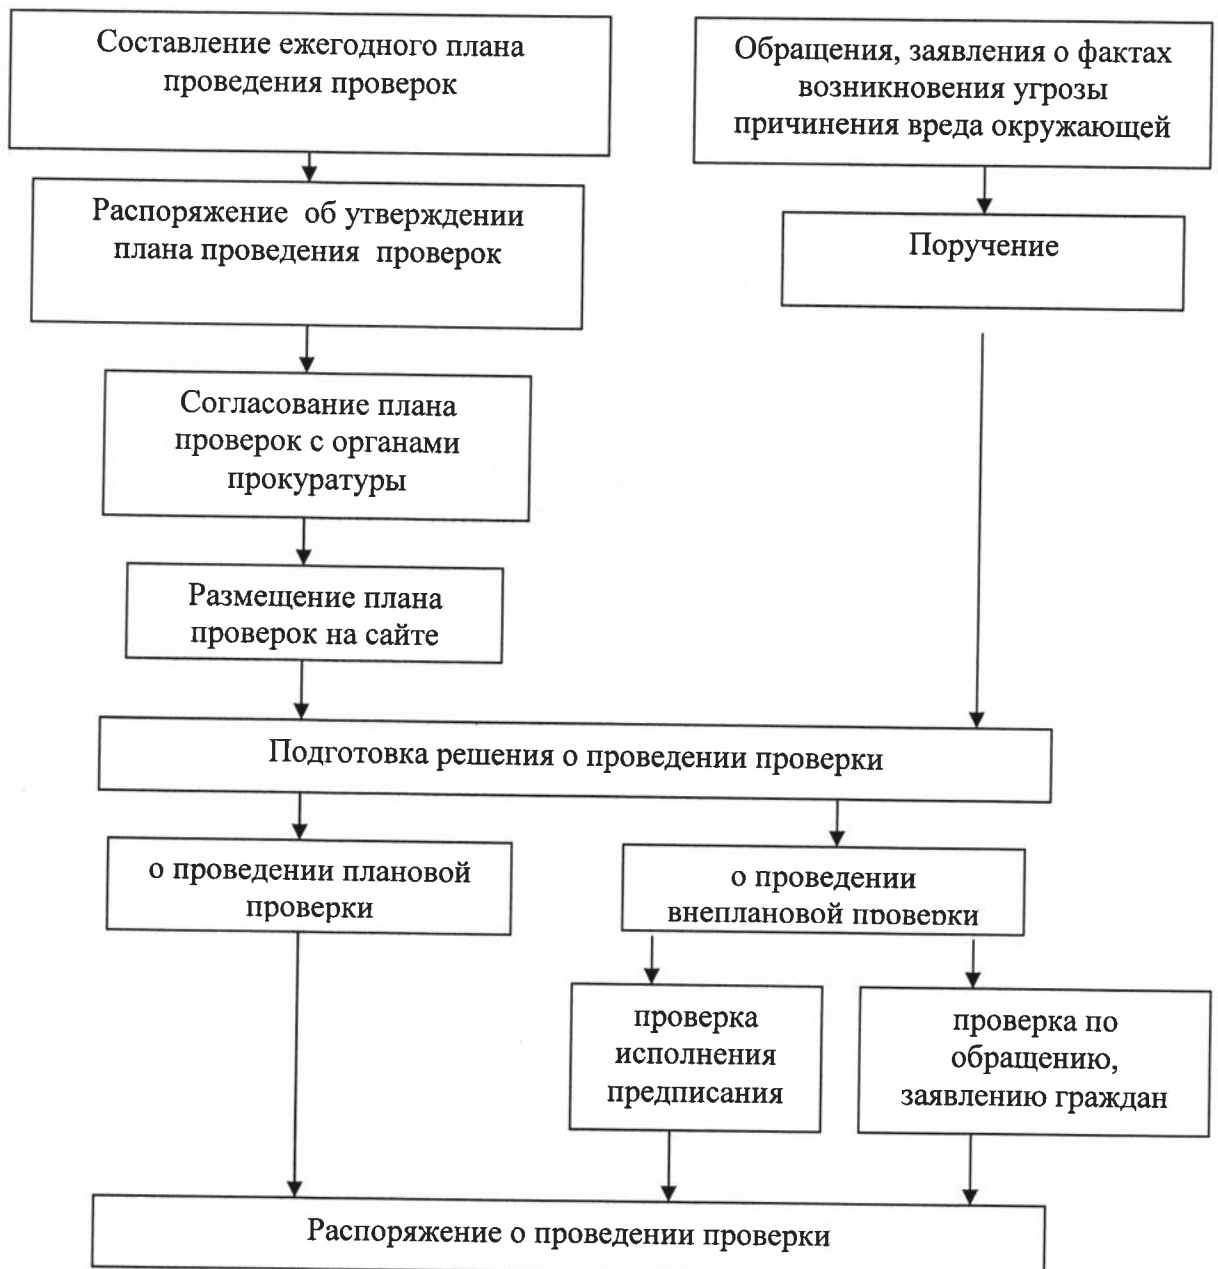 Составление ежегодного плана
проведения проверок
Обращения, заявления о фактах
возникновения угрозы
причинения вреда окружающей
Распоряжение об утверждении
плана проведения проверок
Поручение
Согласование плана
проверок с органами
прокуратуры
Размещение плана
проверок на сайте
Подготовка решения о проведении проверки
о проведении плановой
проверки
о проведении
внеплановой проверки
проверка
исполнения
предписания
проверка по
обращению,
заявлению граждан
Распоряжение о проведении проверки